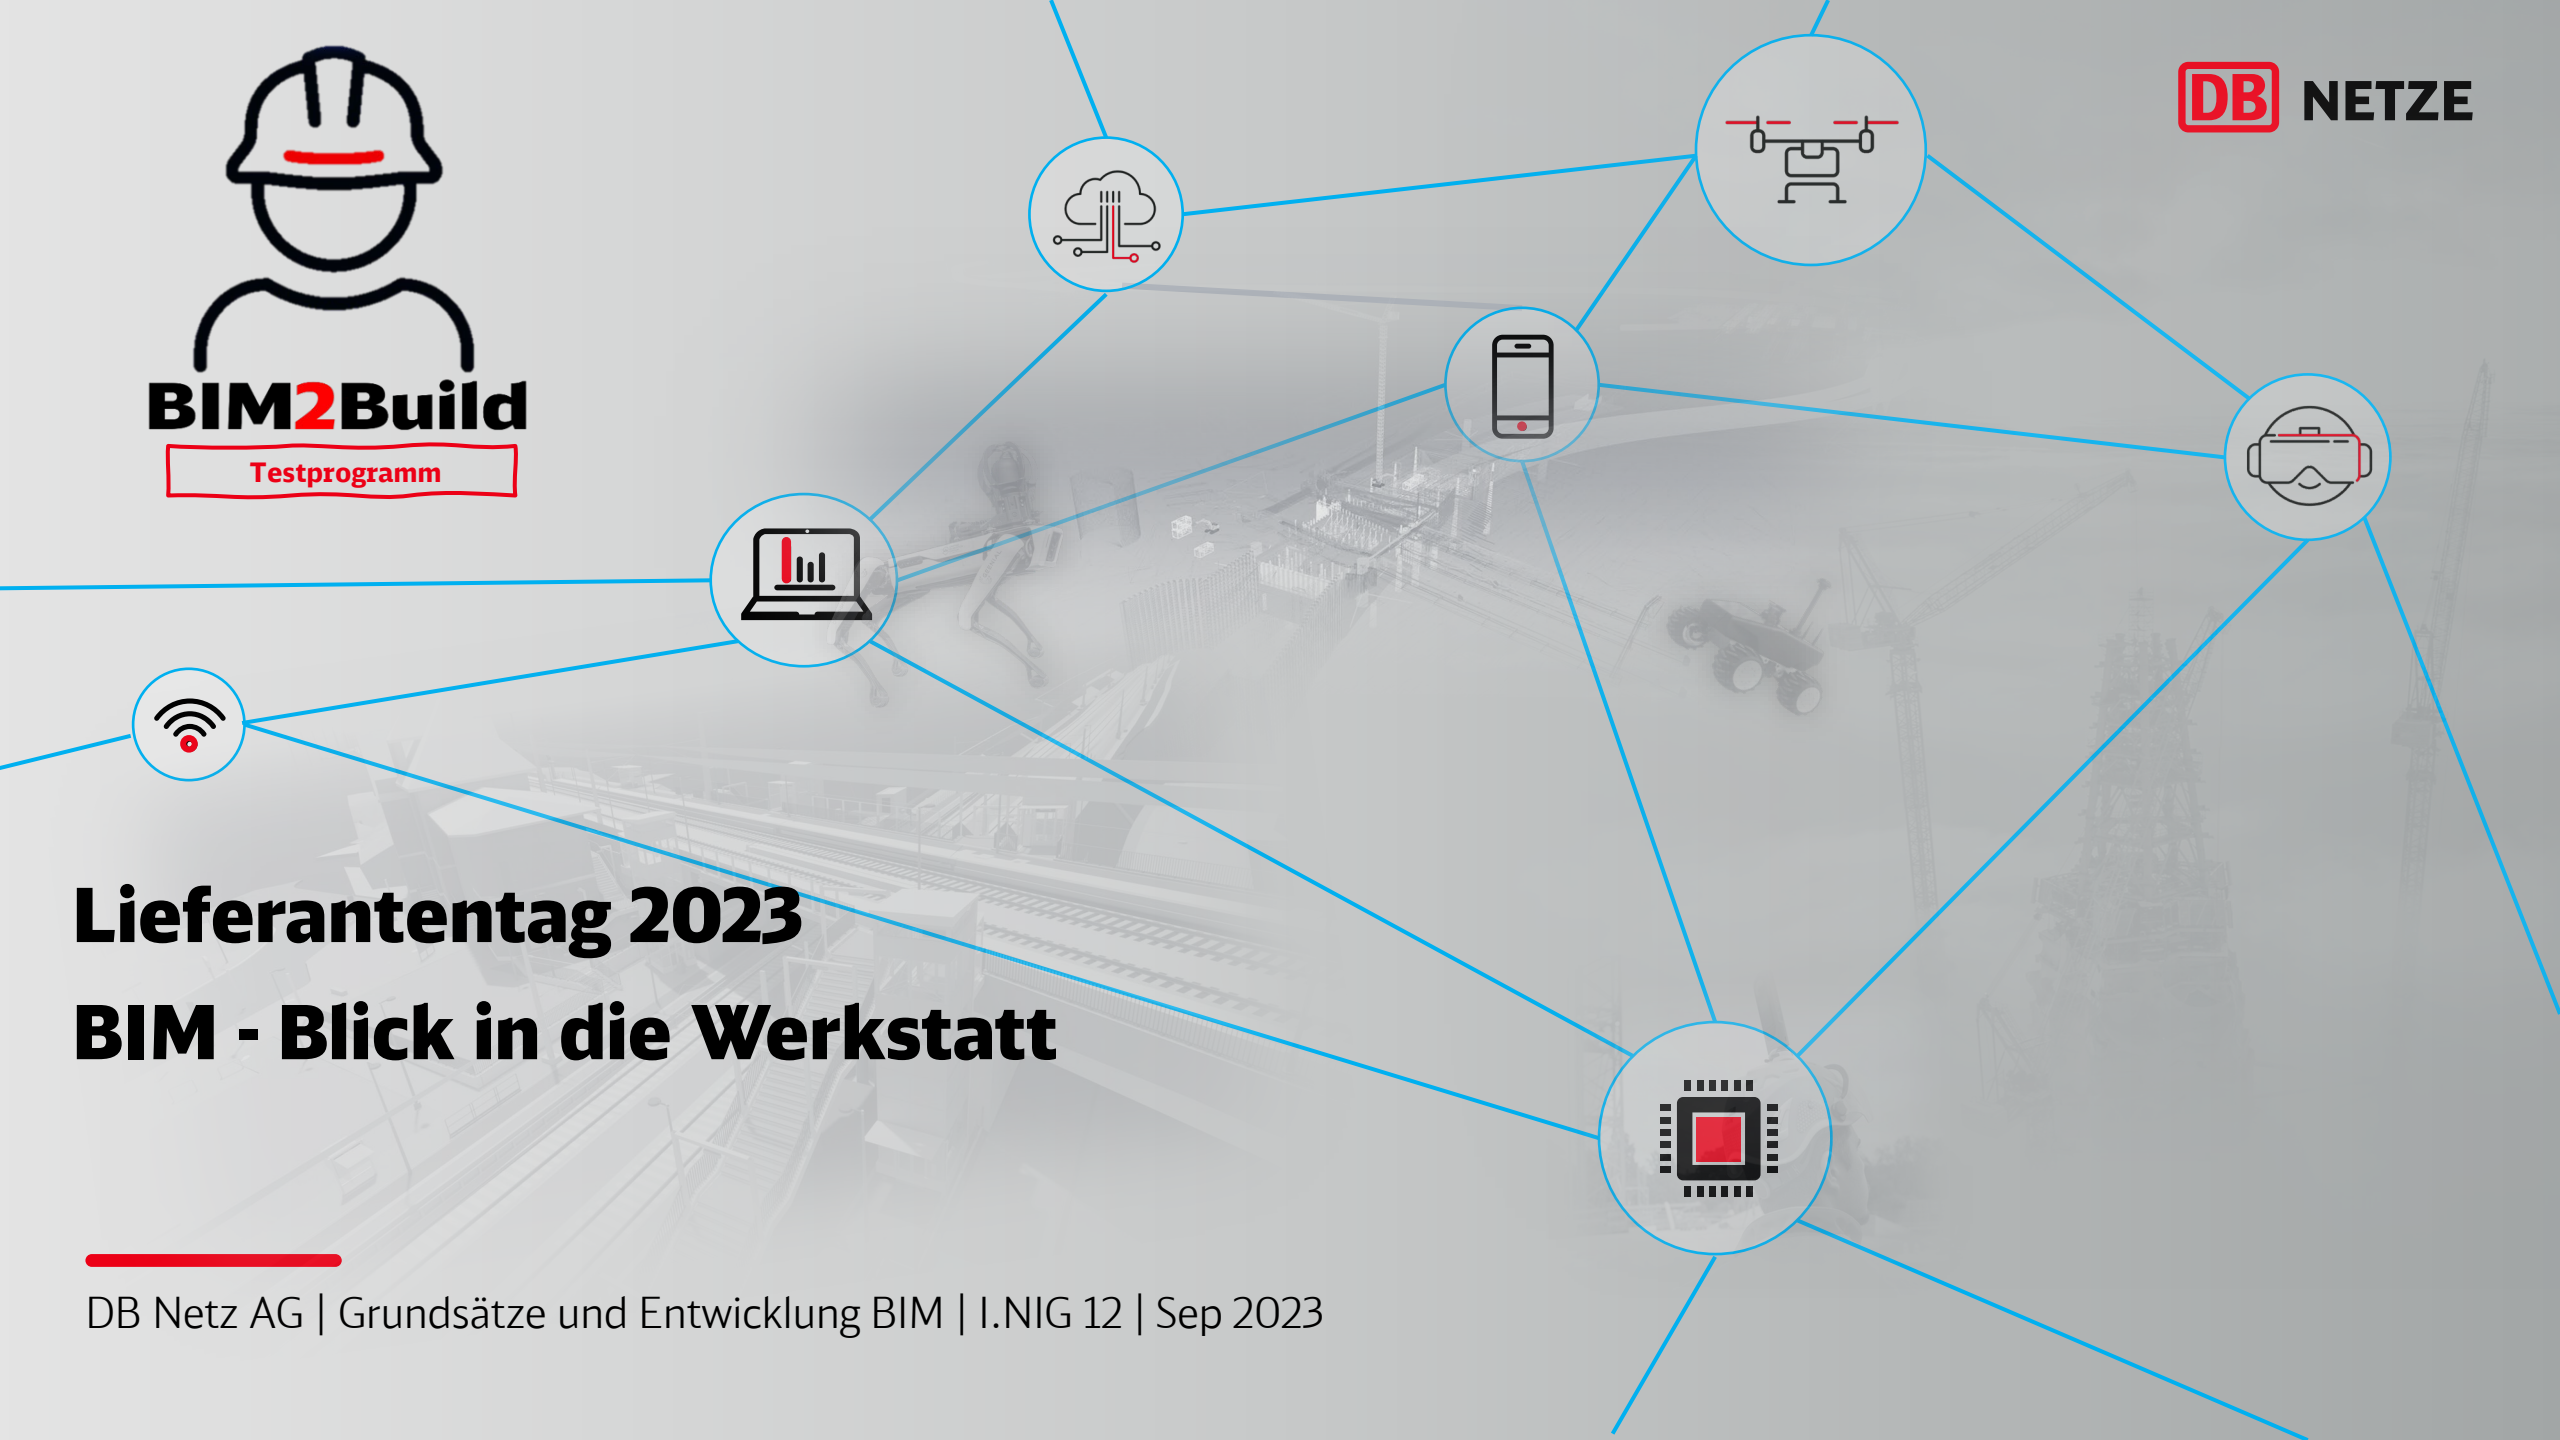 DB NETZE
BIM2Build
Testprogramm
Lieferantentag 2023
BIM - Blick in die Werkstatt
DB Netz AG | Grundsätze und Entwicklung BIM | I.NIG 12 | Sep 2023